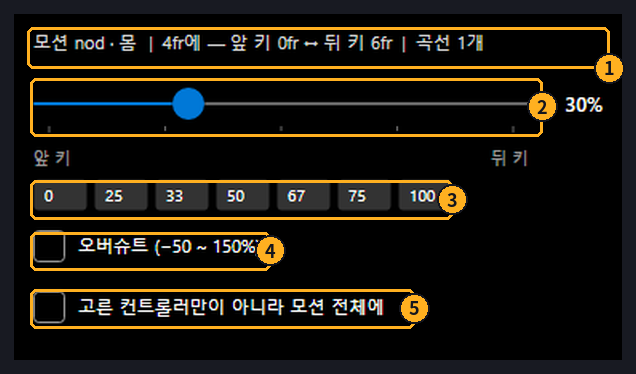 모션 nod · 몸 | 4fr에 — 앞 키 0fr ↔ 뒤 키 6fr | 곡선 1개
1
2
30%
앞 키 뒤 키
0 25 33 50 67 75 100
3
오버슈트 (−50 ~ 150%)
4
고른 컨트롤러만이 아니라 모션 전체에
5